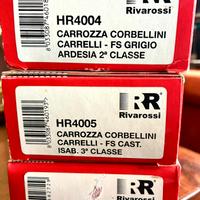 HR4004
Rivarossi
CARROZZA CORBELLINI
CARRELLI - FS GRIGIO
ARDESIA 2ª CLASSE
HR4005
RR
Rivarossi
CARROZZA CORBELLINI
CARRELLI - FS CAST.
ISAB. 3ª CLASSE
RR
Rivarossi